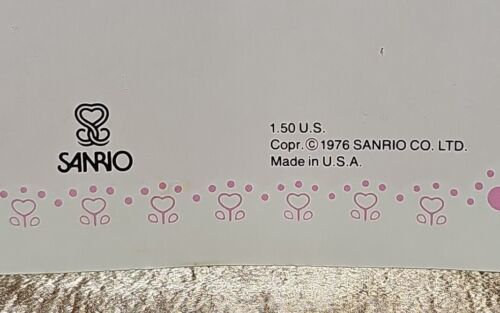 SANRIO
1.50 U.S.
Copr.©1976 SANRIO CO. LTD.
Made in U.S.A.